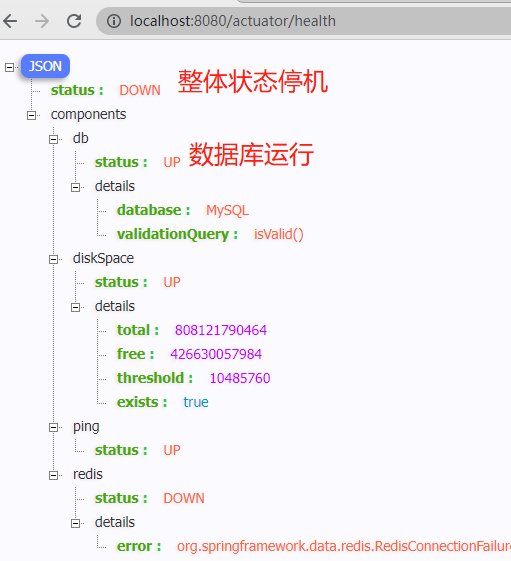 localhost:8080/actuator/health
JSON
status : DOWN 整体状态停机
components
db
status : UP 数据库运行
details
database : MySQL
validationQuery : isValid()
diskSpace
status : UP
details
total : 808121790464
free : 426630057984
threshold : 10485760
exists : true
ping
status : UP
redis
status : DOWN
details
error : org.springframework.data.redis.RedisConnectionFailure